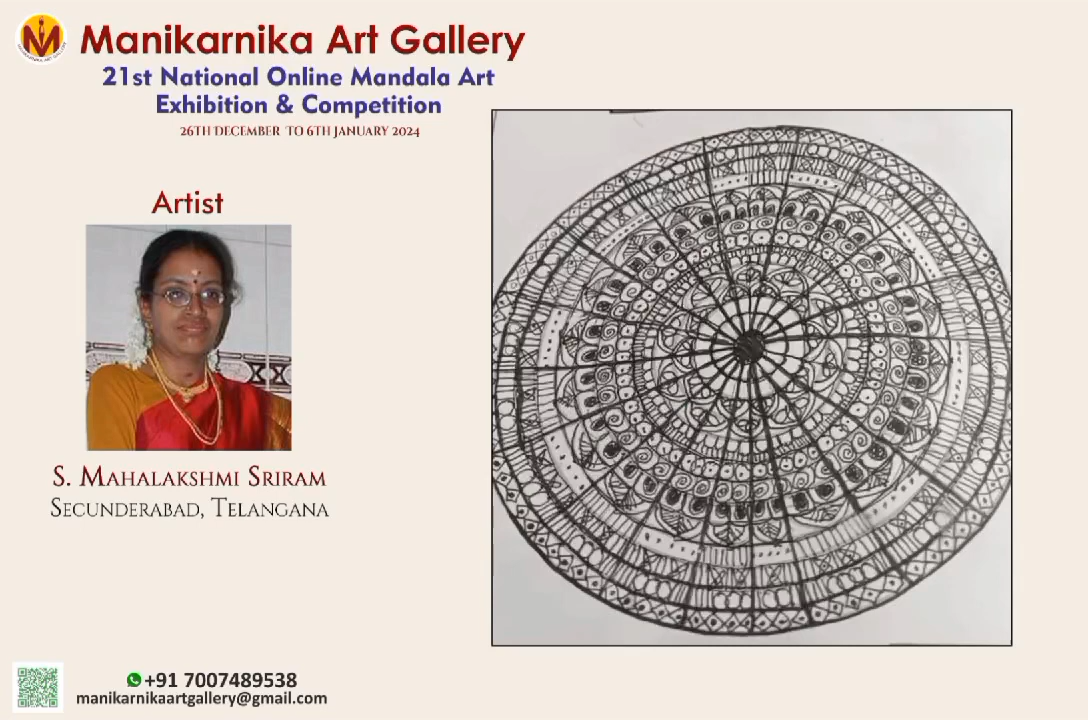 Manikarnika Art Gallery
21st National Online Mandala Art
Exhibition & Competition
26TH DECEMBER TO 6TH JANUARY 2024
Artist
S. Mahalakshmi Sriram
Secunderabad, Telangana
+91 7007489538
manikarnikaartgallery@gmail.com